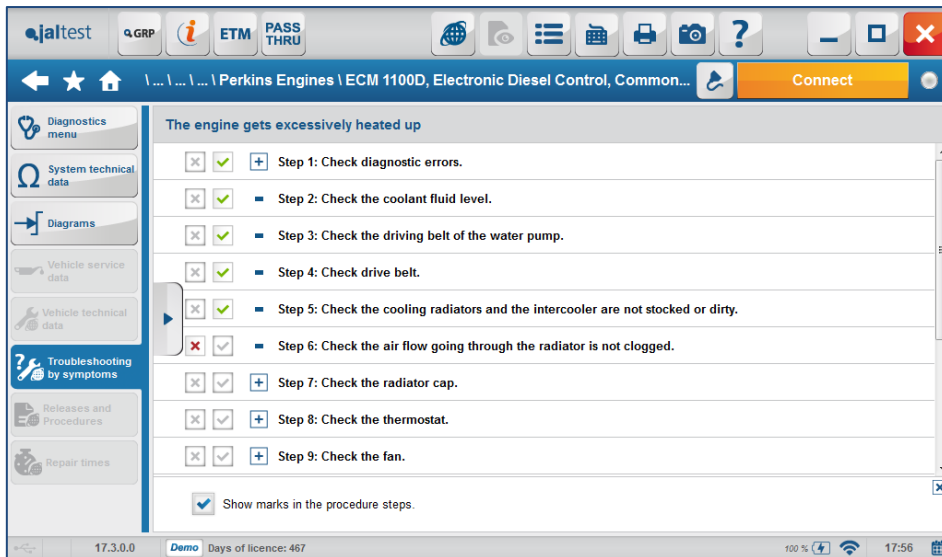 jaltest
GRP
i
ETM
PASS
THRU
?
\ ... \ ... \ ... \ Perkins Engines \ ECM 1100D, Electronic Diesel Control, Common...
Connect
Diagnostics
menu
System technical
data
Diagrams
Vehicle service
data
Vehicle technical
data
Troubleshooting
by symptoms
Releases and
Procedures
Repair times
The engine gets excessively heated up
Step 1: Check diagnostic errors.
Step 2: Check the coolant fluid level.
Step 3: Check the driving belt of the water pump.
Step 4: Check drive belt.
Step 5: Check the cooling radiators and the intercooler are not stocked or dirty.
Step 6: Check the air flow going through the radiator is not clogged.
Step 7: Check the radiator cap.
Step 8: Check the thermostat.
Step 9: Check the fan.
Show marks in the procedure steps.
17.3.0.0
Demo Days of licence: 467
100 %
17:56